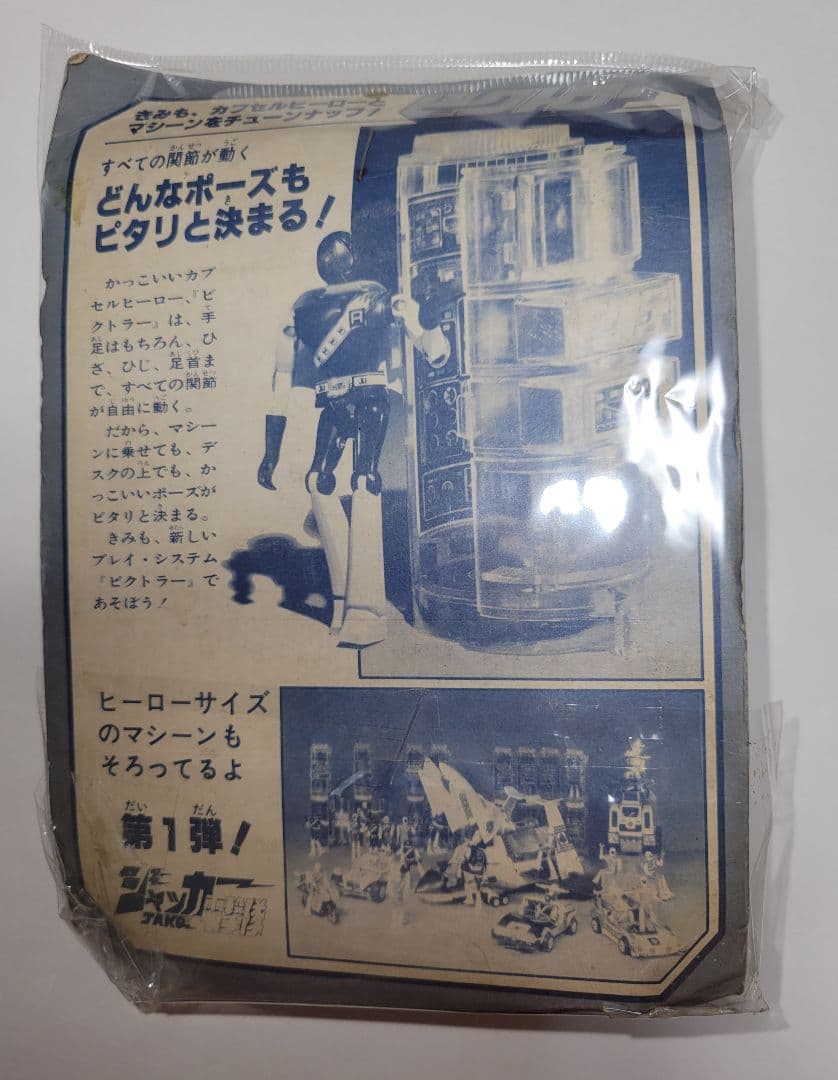 きみも、カプセルヒーローと
マシーンをチューンナップ!
すべての関節が動く
どんなポーズも
ピタリと決まる!
かっこいいカプ
セルヒーロー、『ビ
クトラー』は、手
足はもちろん、ひ
ざ、ひじ、足首ま
で、すべての関節
が自由に動く。
だから、マシー
ンに乗せても、デ
スクの上でも、か
っこいいポーズが
ピタリと決まる。
きみも、新しい
プレイ・システム
『ビクトラー』で
あそぼう!
ヒーローサイズ
のマシーンも
そろってるよ
第1弾!
ジャッカー
電撃隊